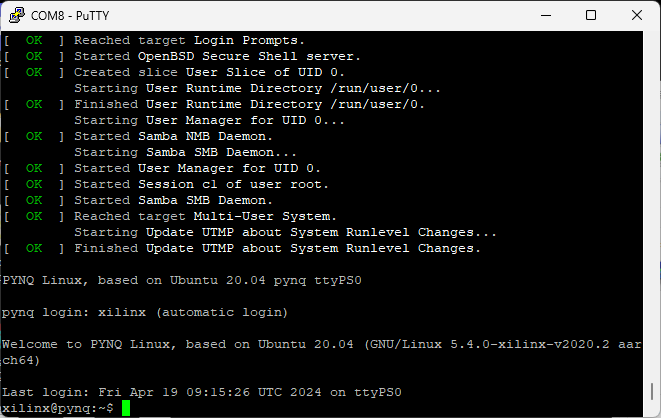 COM8 - PuTTY
[  OK  ] Reached target Login Prompts.
[  OK  ] Started OpenBSD Secure Shell server.
[  OK  ] Created slice User Slice of UID 0.
         Starting User Runtime Directory /run/user/0...
[  OK  ] Finished User Runtime Directory /run/user/0.
         Starting User Manager for UID 0...
[  OK  ] Started Samba NMB Daemon.
         Starting Samba SMB Daemon...
[  OK  ] Started User Manager for UID 0.
[  OK  ] Started Session c1 of user root.
[  OK  ] Started Samba SMB Daemon.
[  OK  ] Reached target Multi-User System.
         Starting Update UTMP about System Runlevel Changes...
[  OK  ] Finished Update UTMP about System Runlevel Changes.
PYNQ Linux, based on Ubuntu 20.04 pynq ttyPS0
pynq login: xilinx (automatic login)
Welcome to PYNQ Linux, based on Ubuntu 20.04 (GNU/Linux 5.4.0-xilinx-v2020.2 aar
ch64)
Last login: Fri Apr 19 09:15:26 UTC 2024 on ttyPS0
xilinx@pynq:~$